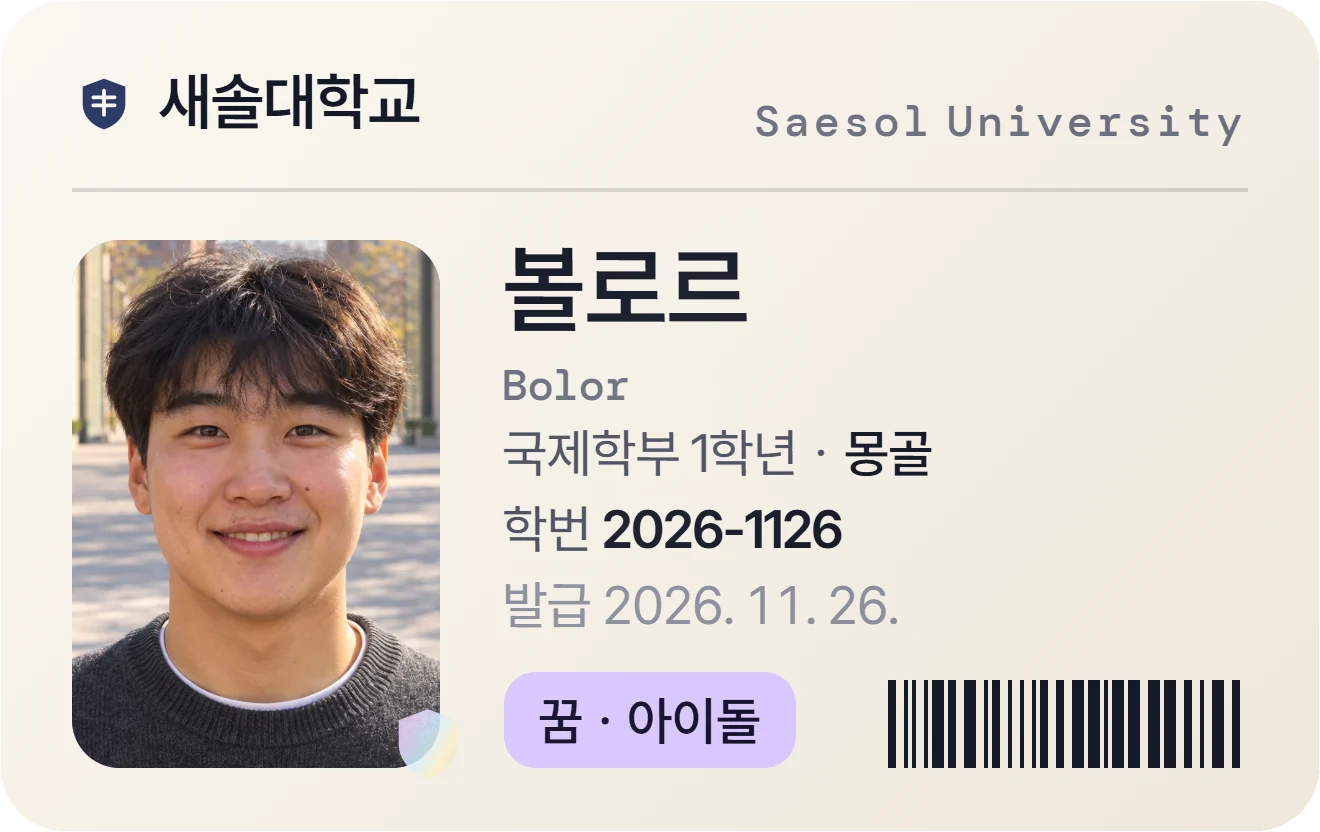 새솔대학교
Saesol University
볼로르
Bolor
국제학부 1학년 · 몽골
학번 2026-1126
발급 2026. 11. 26.
꿈 · 아이돌